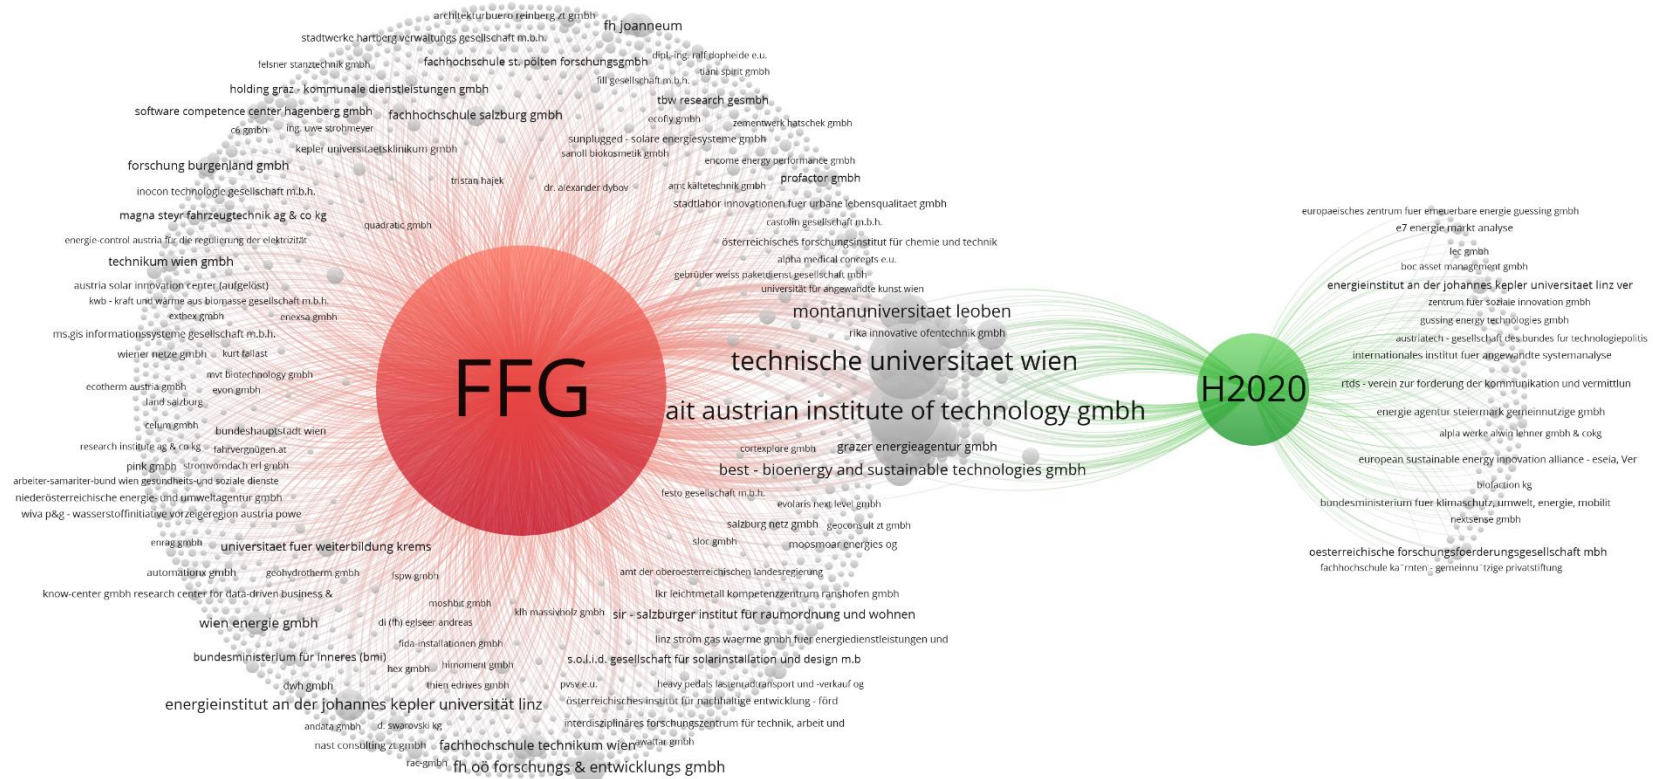 architekturbuero reinberg zt gmbh
fh joanneum
stadtwerke hartberg verwaltungs gesellschaft m.b.h.
felsner stanztechnik gmbh
fachhochschule st. pölten forschungsgmbh
dipl.-ing. ralf dopheide e.u.
tiani spirit gmbh
fill gesellschaft m.b.h.
holding graz - kommunale dienstleistungen gmbh
tbw research gesmbh
software competence center hagenberg gmbh
fachhochschule salzburg gmbh
ecofly gmbh
zementwerk hatschek gmbh
c6 gmbh
ing. uwe strohmeyer
sunplugged - solare energiesysteme gmbh
kepler universitaetsklinikum gmbh
sanoll biokosmetik gmbh
encome energy performance gmbh
forschung burgenland gmbh
profactor gmbh
tristan hajek
dr. alexander dybov
amt kältetechnik gmbh
inocon technologie gesellschaft m.b.h.
stadtlabor innovationen fuer urbane lebensqualitaet gmbh
magna steyr fahrzeugtechnik ag & co kg
quadratic gmbh
castolin gesellschaft m.b.h.
energie-control austria für die regulierung der elektrizität
österreichisches forschungsinstitut für chemie und technik
technikum wien gmbh
alpha medical concepts e.u.
gebrüder weiss paketdienst gesellschaft mbh
austria solar innovation center (aufgelöst)
universität für angewandte kunst wien
kwb - kraft und wärme aus biomasse gesellschaft m.b.h.
exthex gmbh
enexsa gmbh
montanuniversitaet leoben
ms.gis informationssysteme gesellschaft m.b.h.
rika innovative ofentechnik gmbh
wiener netze gmbh
kurt fallast
technische universitaet wien
mvt biotechnology gmbh
ecotherm austria gmbh
evon gmbh
FFG
land salzburg
ait austrian institute of technology gmbh
celum gmbh
bundeshauptstadt wien
research institute ag & co kg
fahrvergnügen.at
cortexplore gmbh
grazer energieagentur gmbh
pink gmbh
stromvomdach erl gmbh
best - bioenergy and sustainable technologies gmbh
arbeiter-samariter-bund wien gesundheits-und soziale dienste
niederösterreichische energie- und umweltagentur gmbh
festo gesellschaft m.b.h.
evolaris next level gmbh
wiva p&g - wasserstoffinitiative vorzeigeregion austria powe
salzburg netz gmbh
geoconsult zt gmbh
enrag gmbh
universitaet fuer weiterbildung krems
sloc gmbh
moosmoar energies og
automationx gmbh
geohydrotherm gmbh
fspw gmbh
amt der oberoesterreichischen landesregierung
know-center gmbh research center for data-driven business &
lkr leichtmetall kompetenzzentrum ranshofen gmbh
moshbit gmbh
klh massivholz gmbh
sir - salzburger institut für raumordnung und wohnen
wien energie gmbh
di (fh) eglseer andreas
fida-installationen gmbh
linz strom gas waerme gmbh fuer energiedienstleistungen und
bundesministerium für inneres (bmi)
hex gmbh
himoment gmbh
s.o.l.i.d. gesellschaft für solarinstallation und design m.b
dwh gmbh
thien edrives gmbh
pvsv e.u.
heavy pedals lastenradtransport und -verkauf og
energieinstitut an der johannes kepler universität linz
österreichisches institut für nachhaltige entwicklung - förd
andata gmbh
d. swarovski kg
interdisziplinäres forschungszentrum für technik, arbeit und
nast consulting zt gmbh
fachhochschule technikum wien
awattar gmbh
rac-gmbh
fh oö forschungs & entwicklungs gmbh
europaeisches zentrum fuer erneuerbare energie guessing gmbh
e7 energie markt analyse
lec gmbh
boc asset management gmbh
energieinstitut an der johannes kepler universitaet linz ver
zentrum fuer soziale innovation gmbh
gussing energy technologies gmbh
austriatech - gesellschaft des bundes fur technologiepolitis
internationales institut fuer angewandte systemanalyse
H2020
rtds - verein zur forderung der kommunikation und vermittlun
energie agentur steiermark gemeinnutzige gmbh
alpla werke alwin lehner gmbh & cokg
european sustainable energy innovation alliance - eseia, Ver
biofaction kg
bundesministerium fuer klimaschutz, umwelt, energie, mobilit
nextsense gmbh
oesterreichische forschungsfoerderungsgesellschaft mbh
fachhochschule ka¨rnten - gemeinnu¨tzige privatstiftung